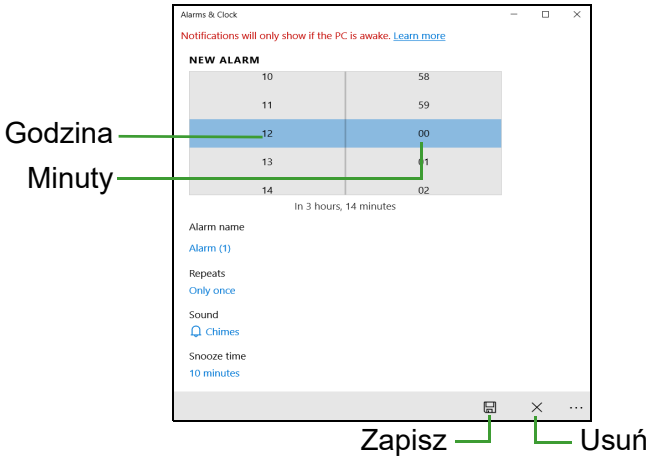 Alarms & Clock
Notifications will only show if the PC is awake. Learn more
NEW ALARM
10 58
11 59
Godzina 12 00
13 01
Minuty
14 02
In 3 hours, 14 minutes
Alarm name
Alarm (1)
Repeats
Only once
Sound
Chimes
Snooze time
10 minutes
Zapisz Usuń